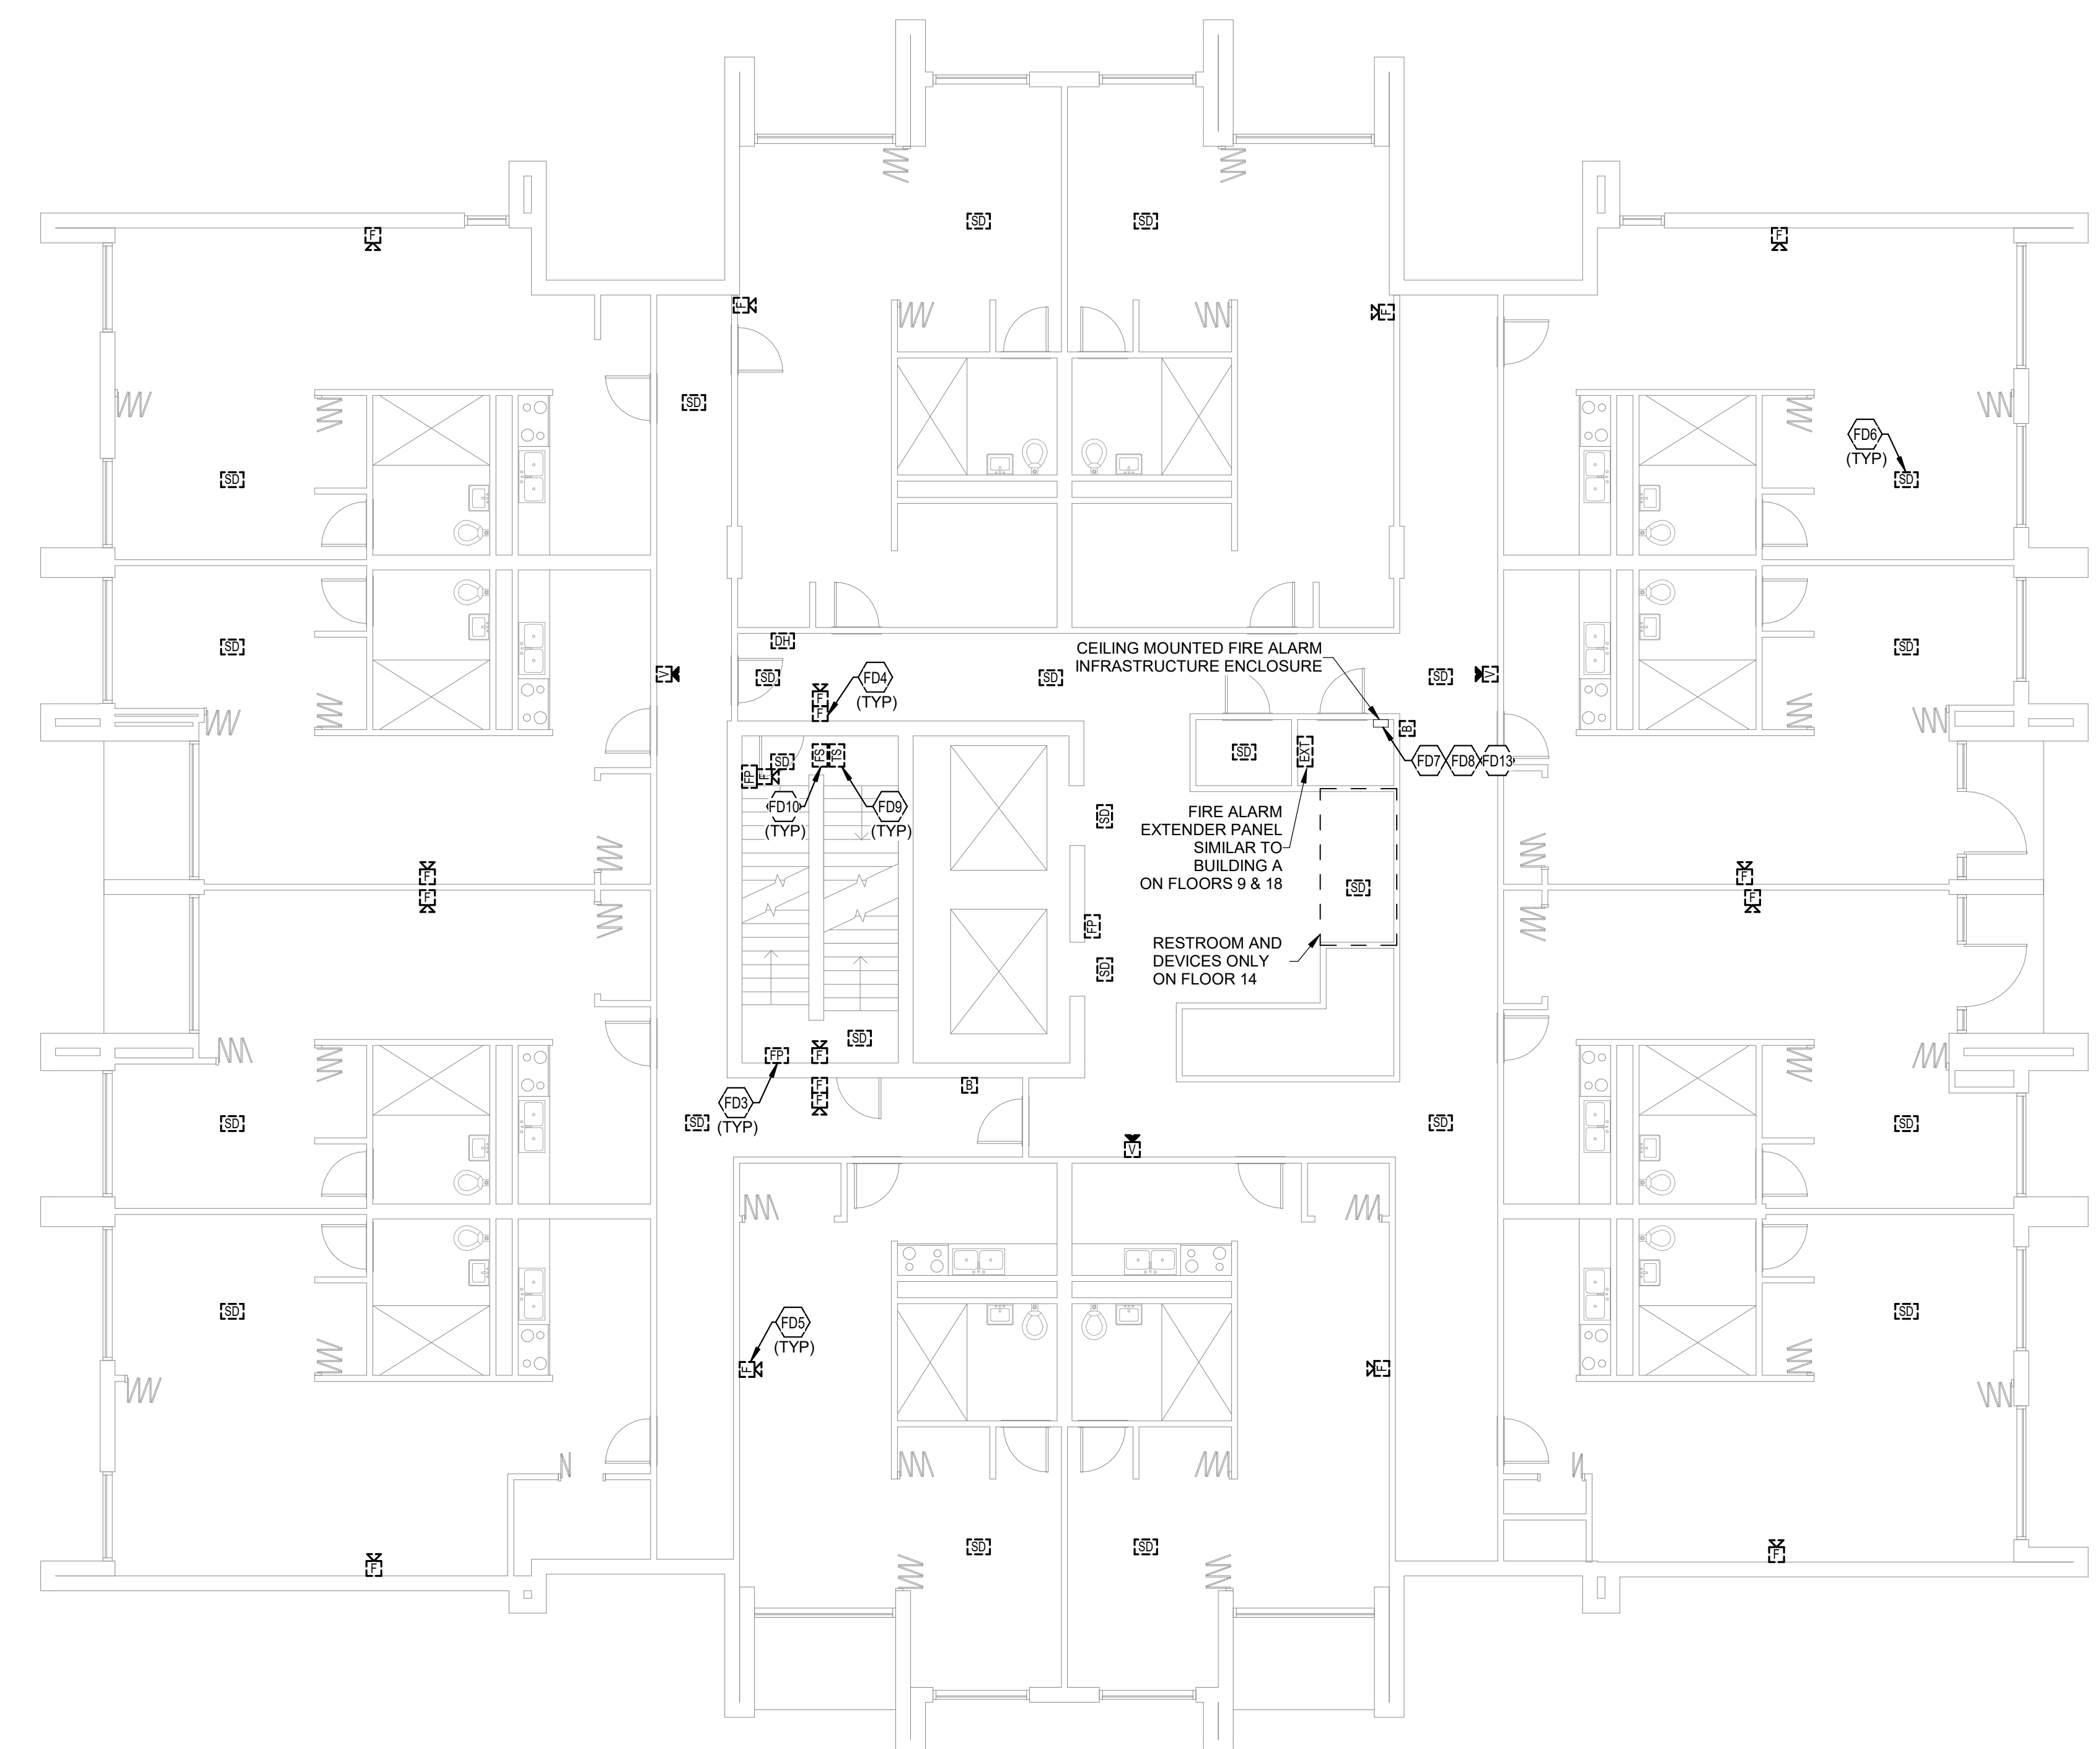 SD
SD
F
F
F
F
SD
FD6
(TYP)
SD
SD
DH
SD
SD
CEILING MOUNTED FIRE ALARM
INFRASTRUCTURE ENCLOSURE
V
SD
FD4
(TYP)
SD
SD
V
F
F
B
FP
F
SD
FS
TS
SD
EXT
FD7
FD8
FD13
FD10
(TYP)
FD9
(TYP)
SD
FIRE ALARM
EXTENDER PANEL
SIMILAR TO
BUILDING A
ON FLOORS 9 & 18
F
F
SD
F
F
FP
RESTROOM AND
DEVICES ONLY
ON FLOOR 14
SD
SD
FP
F
FD3
(TYP)
F
F
B
SD
SD
SD
SD
V
SD
FD5
(TYP)
SD
F
F
SD
SD
F
F